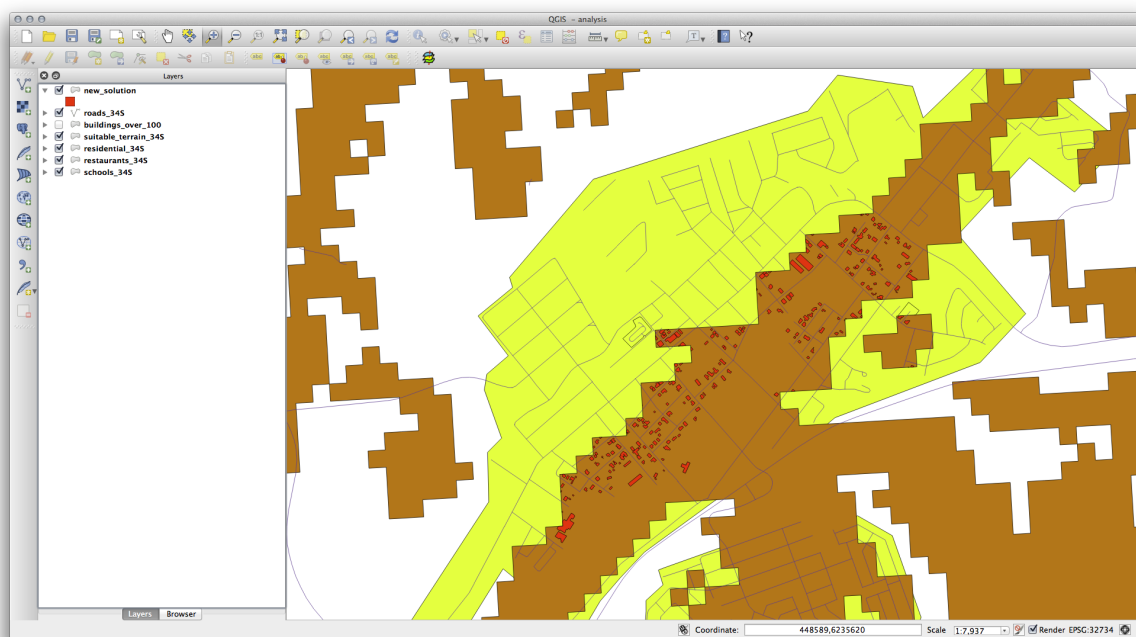 QGIS - analysis
Layers
new_solution
roads_34S
buildings_over_100
suitable_terrain_34S
residential_34S
restaurants_34S
schools_34S
Layers Browser
Coordinate: 448589,6235620 Scale 1:7,937 Render EPSG:32734